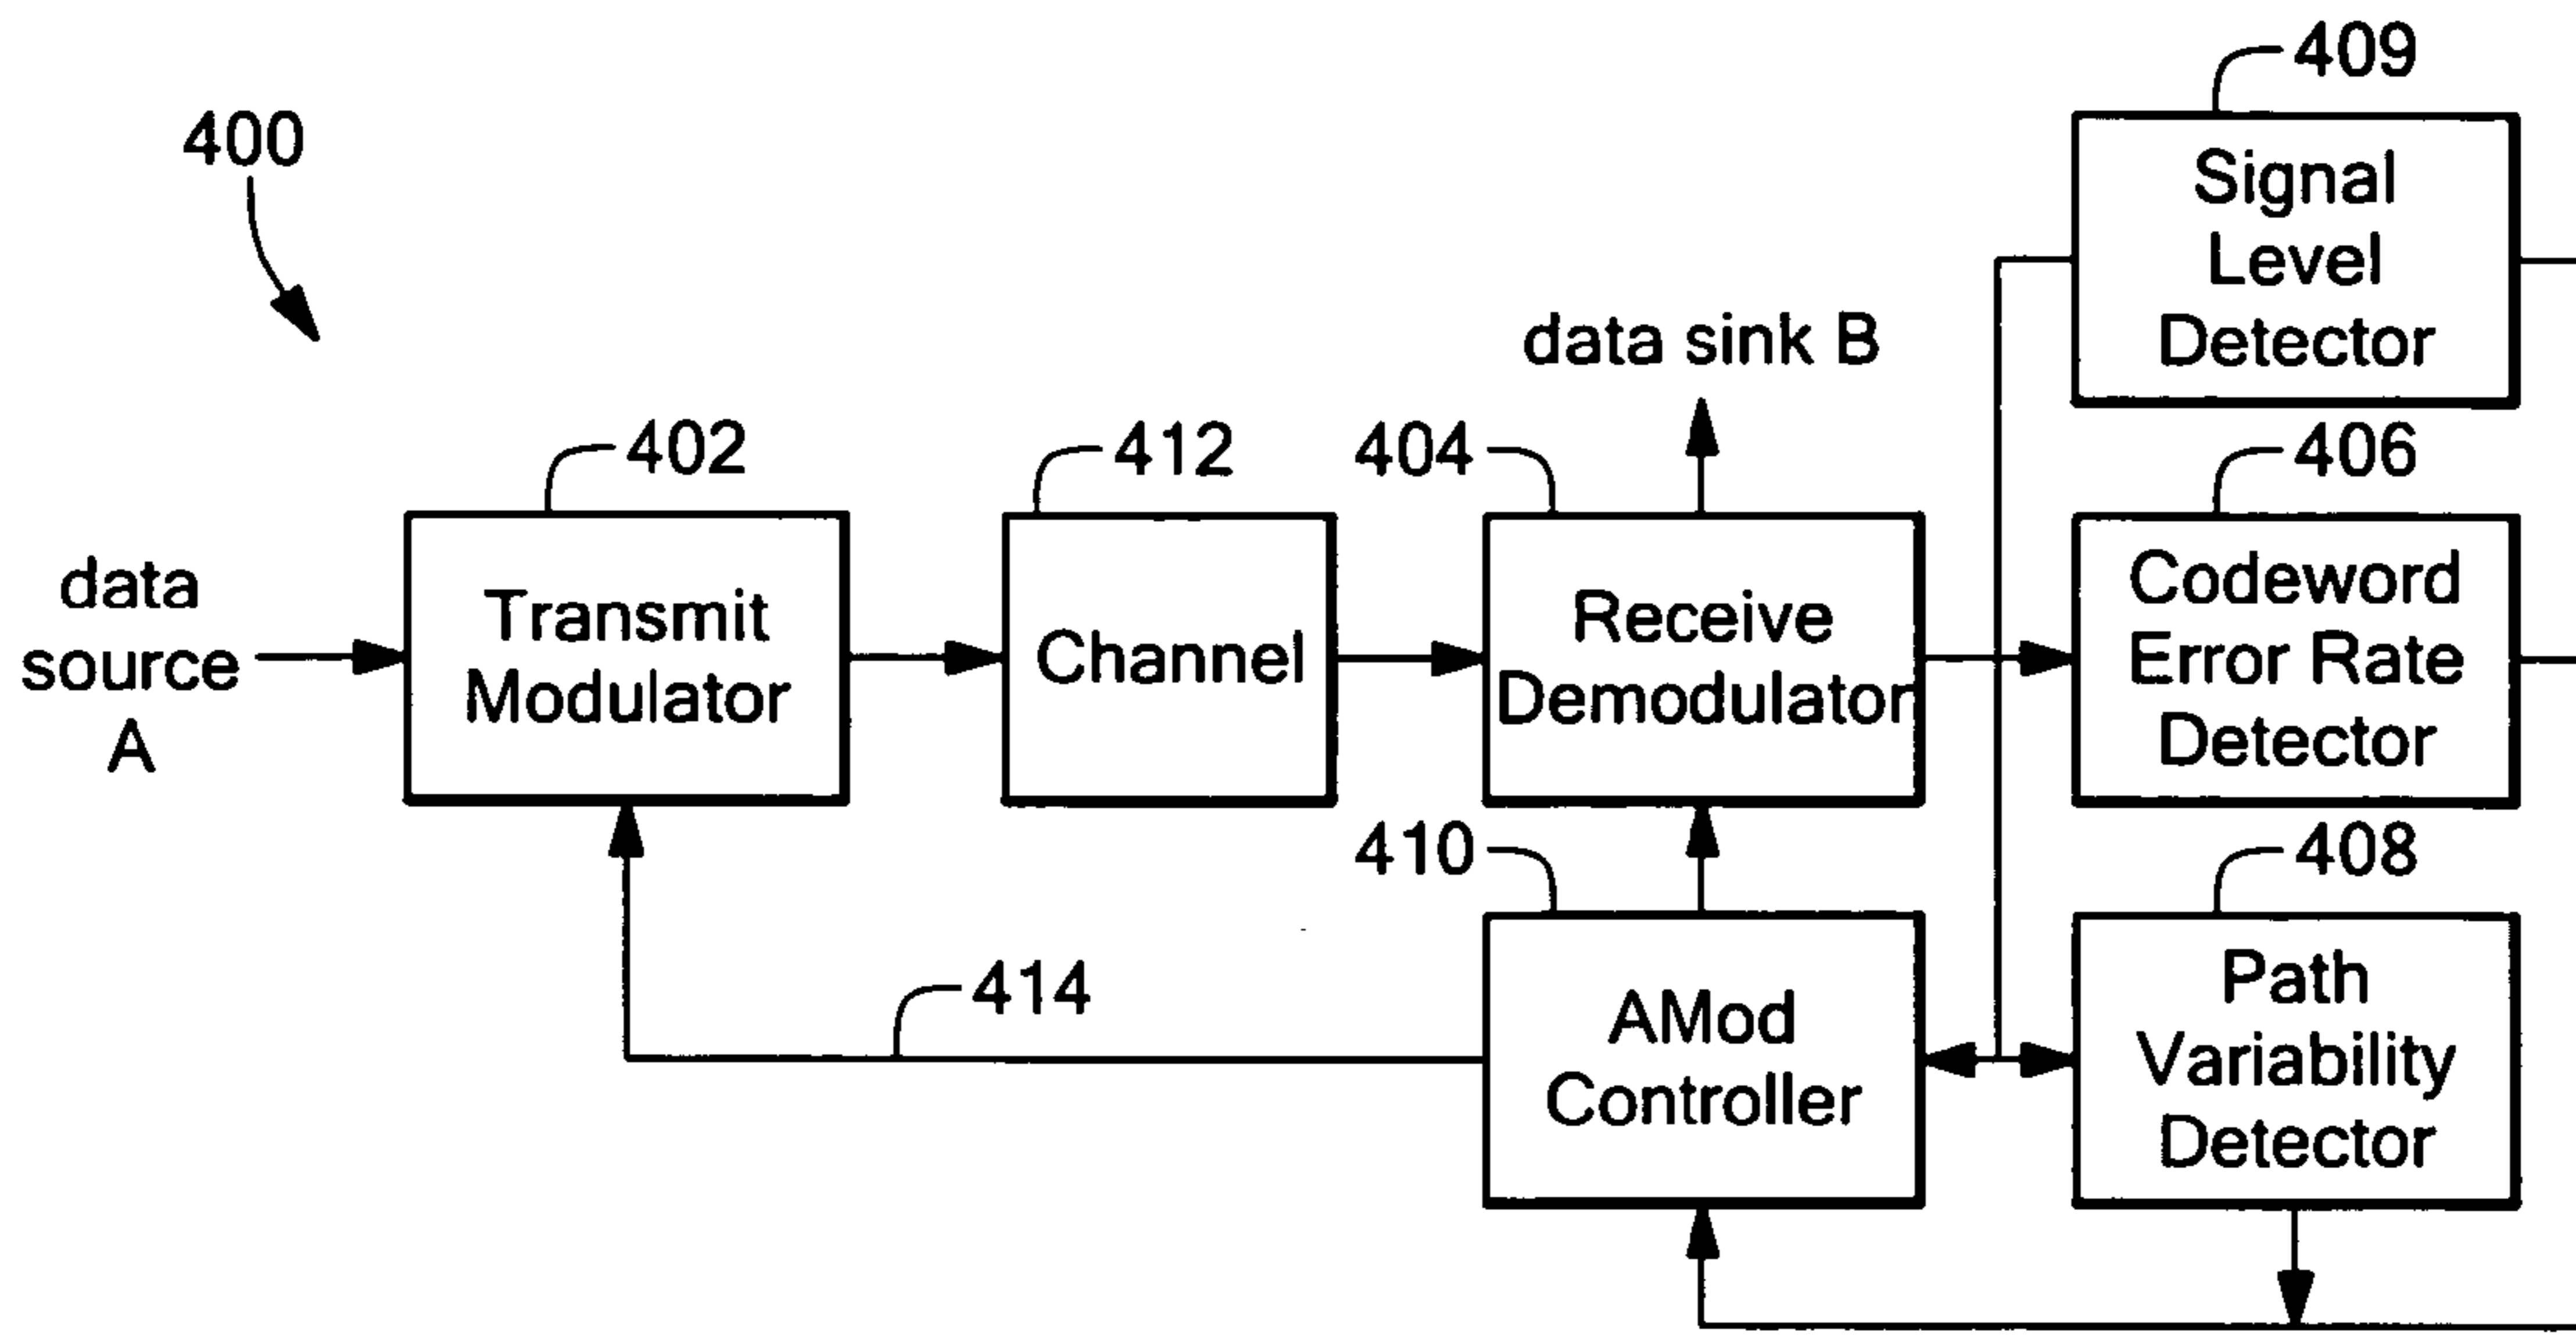 409
400
Signal
Level
Detector
data sink B
402
412
404
406
data
source
A
Transmit
Modulator
Channel
Receive
Demodulator
Codeword
Error Rate
Detector
410
408
414
AMod
Controller
Path
Variability
Detector